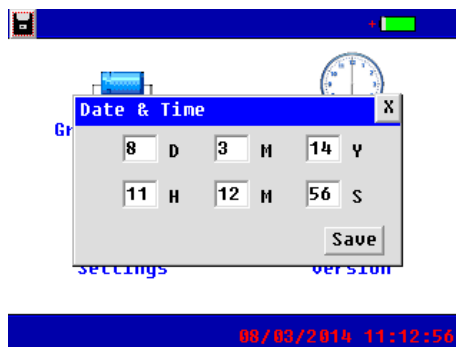 +
Date & Time X
Gr
8 D 3 M 14 Y
11 H 12 M 56 S
Save
Settings Version
08/03/2014 11:12:56